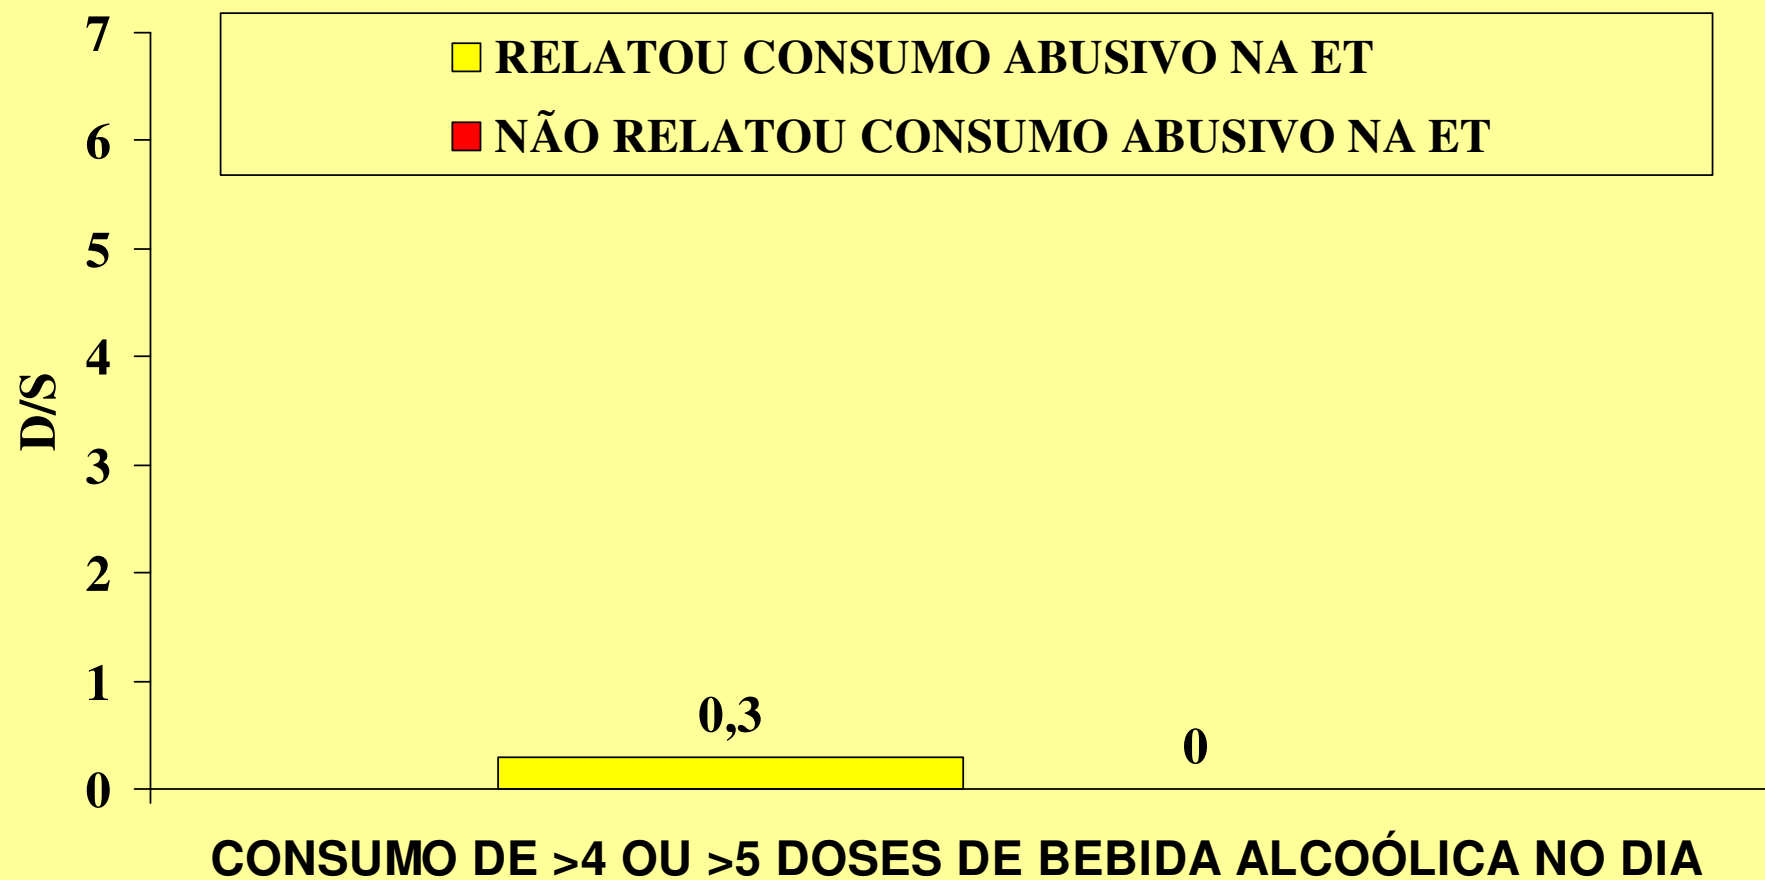 RELATOU CONSUMO ABUSIVO NA ET
NÃO RELATOU CONSUMO ABUSIVO NA ET
7
6
5
4
3
2
1
0
D/S
0,3
0
CONSUMO DE >4 OU >5 DOSES DE BEBIDA ALCOÓLICA NO DIA